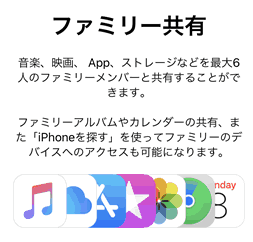 ファミリー共有
音楽、映画、 App、ストレージなどを最大6
人のファミリーメンバーと共有することがで
きます。
ファミリーアルバムやカレンダーの共有、ま
た「iPhoneを探す」を使ってファミリーのデ
バイスへのアクセスも可能になります。
nday
3